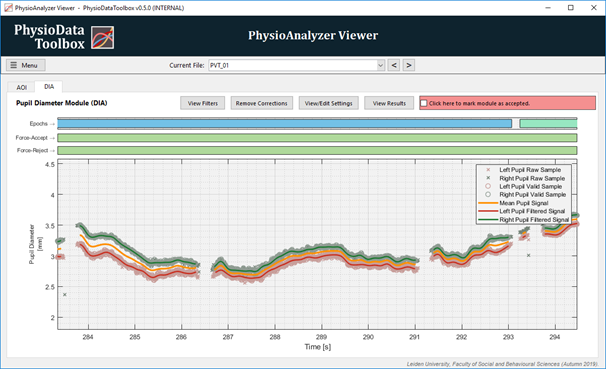 PhysioAnalyzer Viewer - PhysioDataToolbox v0.5.0 (INTERNAL)
PhysioData
Toolbox
PhysioAnalyzer Viewer
Menu
Current File: PVT_01
< >
AOI DIA
Pupil Diameter Module (DIA) View Filters Remove Corrections View/Edit Settings View Results Click here to mark module as accepted.
Epochs →
Force-Accept →
Force-Reject →
Left Pupil Raw Sample
Right Pupil Raw Sample
Left Pupil Valid Sample
Right Pupil Valid Sample
Mean Pupil Signal
Left Pupil Filtered Signal
Right Pupil Filtered Signal
4.5
4
3.5
3
2.5
2
Pupil Diameter
[mm]
284 285 286 287 288 289 290 291 292 293 294
Time [s]
Leiden University, Faculty of Social and Behavioural Sciences (Autumn 2019).